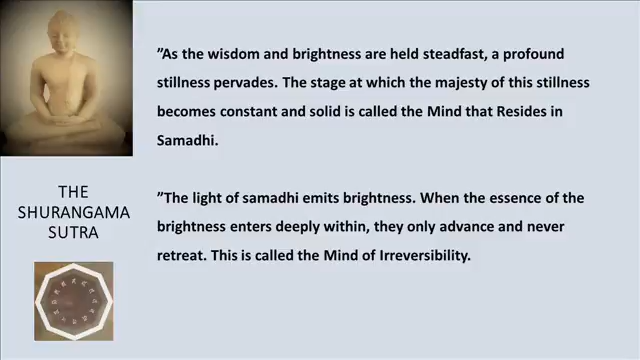 ”As the wisdom and brightness are held steadfast, a profound
stillness pervades. The stage at which the majesty of this stillness
becomes constant and solid is called the Mind that Resides in
Samadhi.
”The light of samadhi emits brightness. When the essence of the
brightness enters deeply within, they only advance and never
retreat. This is called the Mind of Irreversibility.
THE
SHURANGAMA
SUTRA